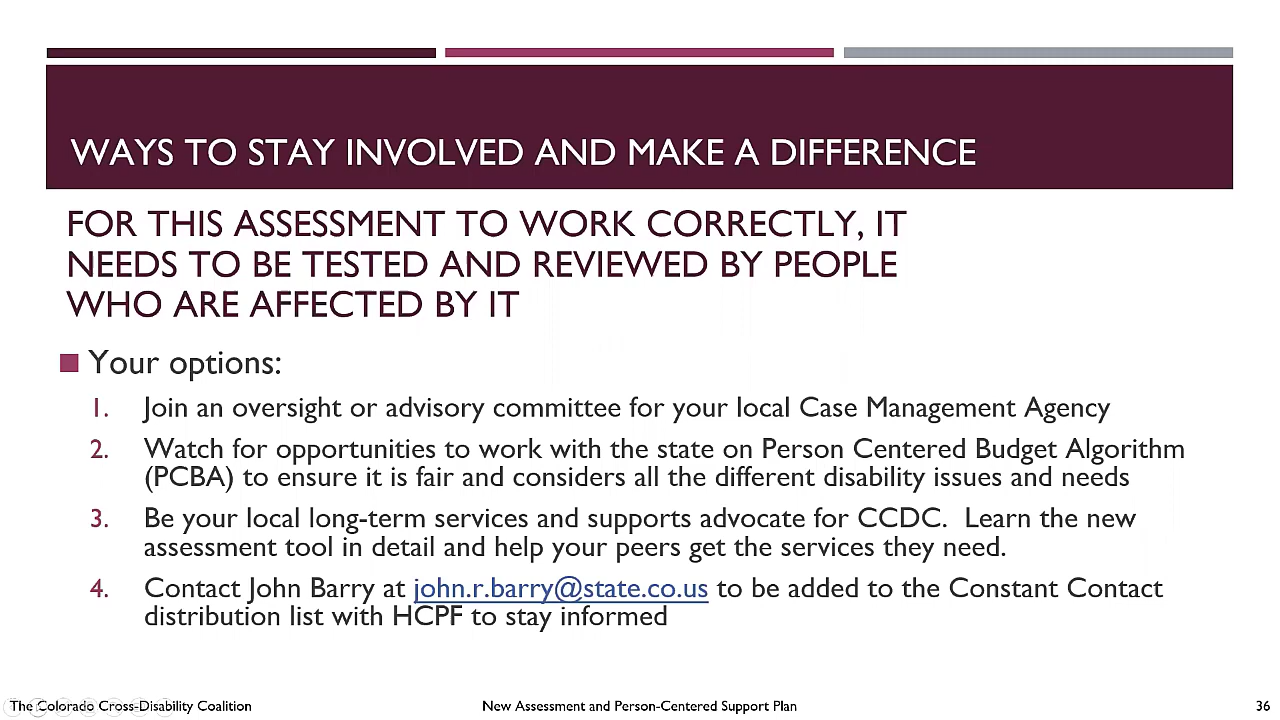 WAYS TO STAY INVOLVED AND MAKE A DIFFERENCE
FOR THIS ASSESSMENT TO WORK CORRECTLY, IT
NEEDS TO BE TESTED AND REVIEWED BY PEOPLE
WHO ARE AFFECTED BY IT
Your options:
1. Join an oversight or advisory committee for your local Case Management Agency
2. Watch for opportunities to work with the state on Person Centered Budget Algorithm
(PCBA) to ensure it is fair and considers all the different disability issues and needs
3. Be your local long-term services and supports advocate for CCDC. Learn the new
assessment tool in detail and help your peers get the services they need.
4. Contact John Barry at john.r.barry@state.co.us to be added to the Constant Contact
distribution list with HCPF to stay informed
The Colorado Cross-Disability Coalition New Assessment and Person-Centered Support Plan 36